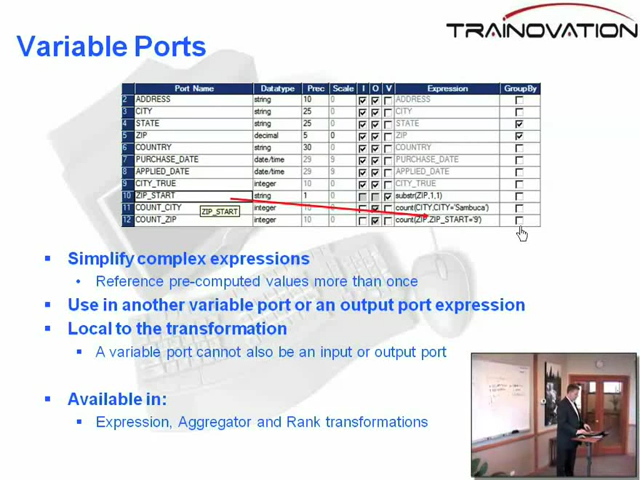 TRAINOVATION
Variable Ports
Port Name Datatype Prec Scale I O V Expression GroupBy
2 ADDRESS string 10 0 ADDRESS
3 CITY string 25 0 CITY
4 STATE string 25 0 STATE
5 ZIP decimal 5 0 ZIP
6 COUNTRY string 30 0 COUNTRY
7 PURCHASE_DATE date/time 29 9 PURCHASE_DATE
8 APPLIED_DATE date/time 29 9 APPLIED_DATE
9 CITY_TRUE integer 10 0 CITY_TRUE
10 ZIP_START string 1 0 substr(ZIP,1,1)
11 COUNT_CITY integer 10 0 count(CITY,CITY='Sambuca')
12 COUNT_ZIP integer 10 0 count(ZIP,ZIP_START='9')
ZIP_START
▪ Simplify complex expressions
• Reference pre-computed values more than once
▪ Use in another variable port or an output port expression
▪ Local to the transformation
▪ A variable port cannot also be an input or output port
▪ Available in:
▪ Expression, Aggregator and Rank transformations